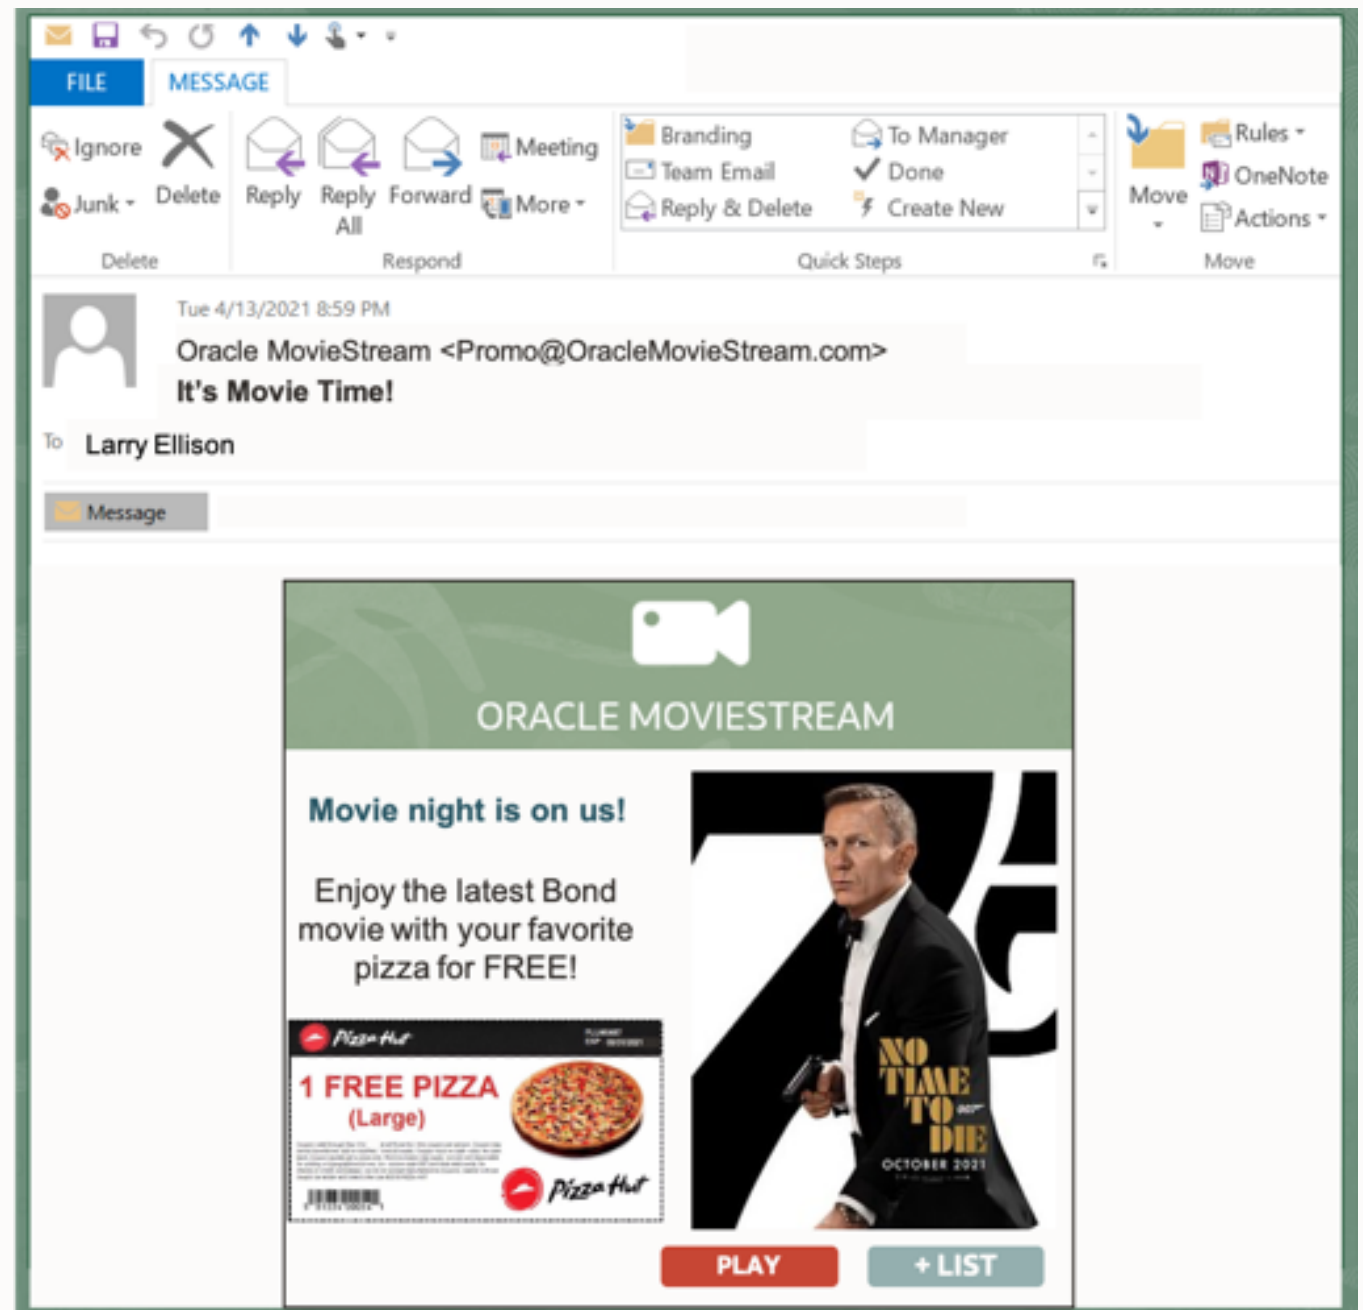 FILE MESSAGE
Ignore
Junk
Delete
Delete
Reply
Reply All
Forward
Meeting
More
Respond
Branding
Team Email
Reply & Delete
To Manager
Done
Create New
Quick Steps
Move
Rules
OneNote
Actions
Move
Tue 4/13/2021 8:59 PM
Oracle MovieStream <Promo@OracleMovieStream.com>
It's Movie Time!
To Larry Ellison
Message
ORACLE MOVIESTREAM
Movie night is on us!
Enjoy the latest Bond
movie with your favorite
pizza for FREE!
Pizza Hut
1 FREE PIZZA
(Large)
Pizza Hut
NO
TIME
TO 007
DIE
OCTOBER 2021
PLAY
+ LIST